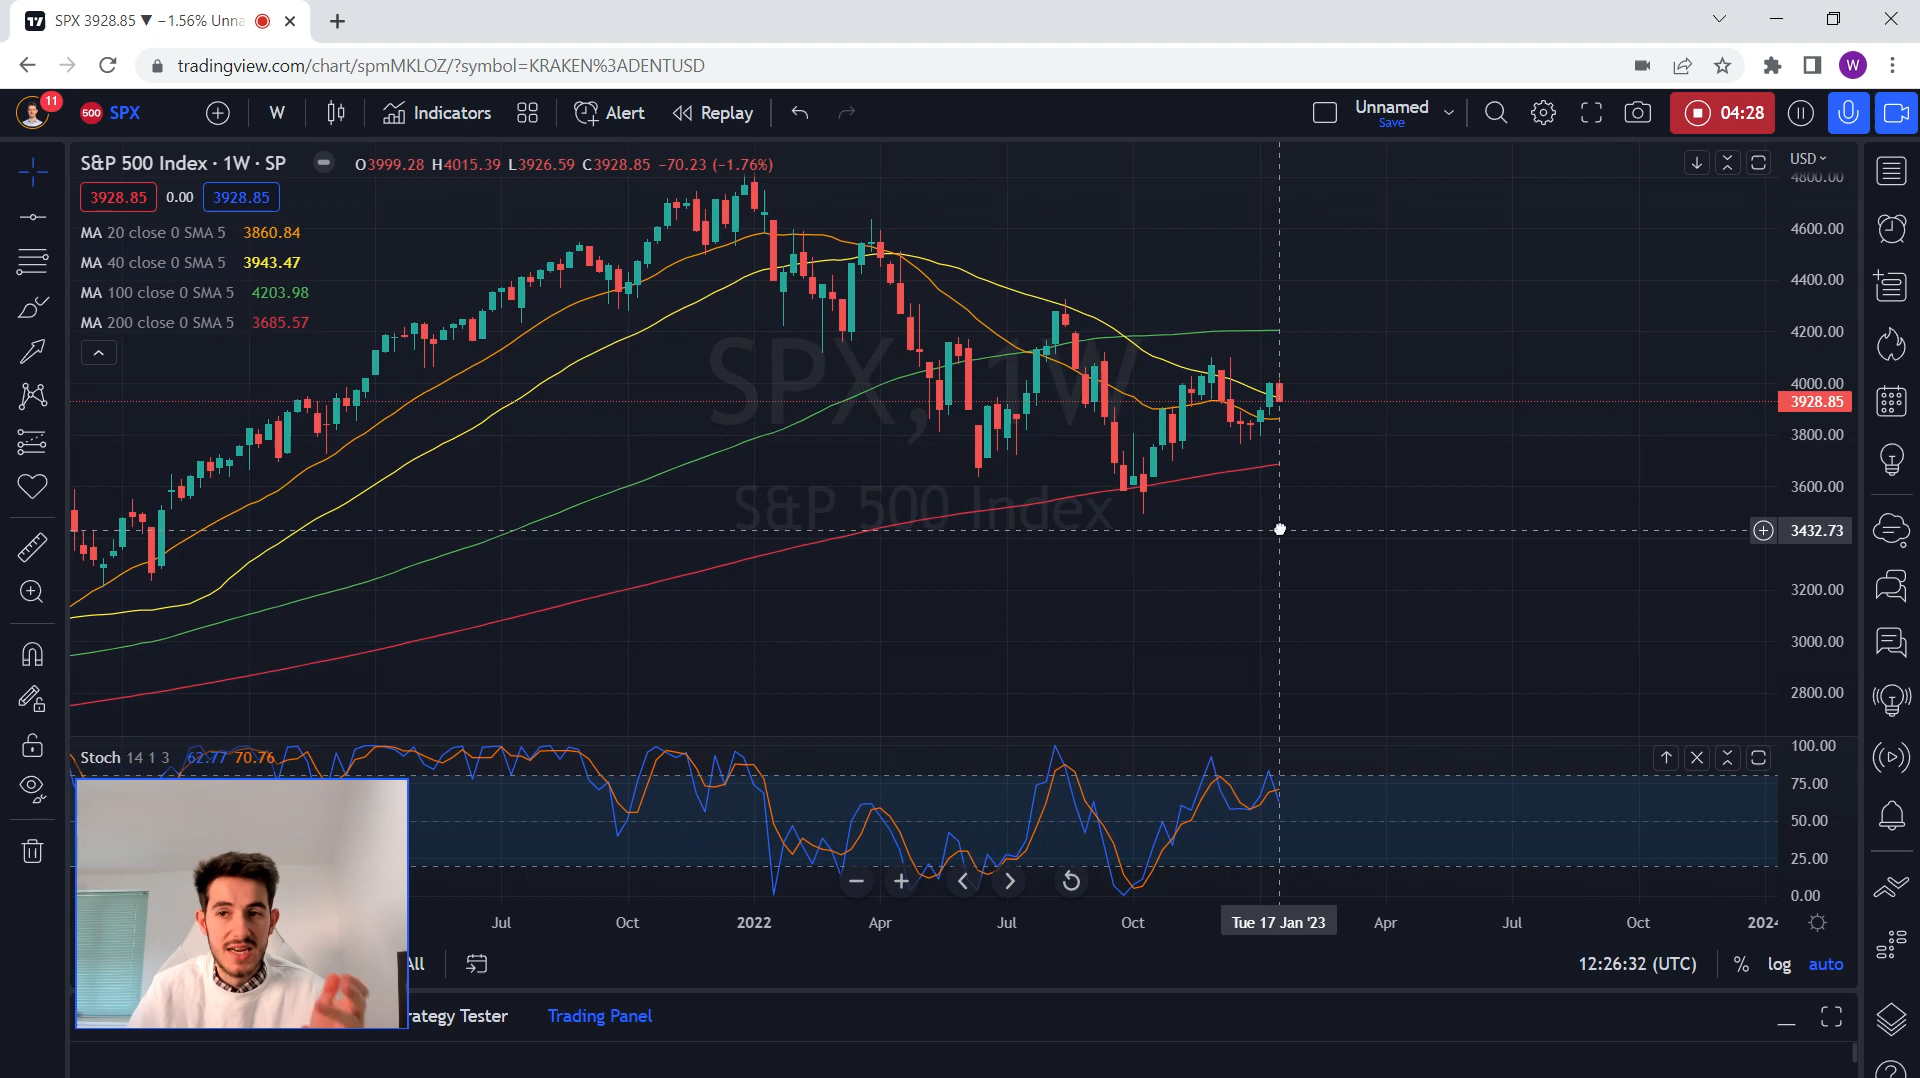 SPX 3928.85 ▼ −1.56% Unna
tradingview.com/chart/spmMKLOZ/?symbol=KRAKEN%3ADENTUSD
W
11
500 SPX
W
Indicators
Alert
Replay
Unnamed
Save
04:28
S&P 500 Index · 1W · SP
O3999.28 H4015.39 L3926.59 C3928.85 −70.23 (−1.76%)
USD
3928.85 0.00 3928.85
MA 20 close 0 SMA 5 3860.84
MA 40 close 0 SMA 5 3943.47
MA 100 close 0 SMA 5 4203.98
MA 200 close 0 SMA 5 3685.57
SPX, 1W
S&P 500 Index
4800.00
4600.00
4400.00
4200.00
4000.00
3928.85
3800.00
3600.00
3432.73
3200.00
3000.00
2800.00
Stoch 14 1 3 62.77 70.76
100.00
75.00
50.00
25.00
0.00
Jul Oct 2022 Apr Jul Oct Tue 17 Jan '23 Apr Jul Oct 2024
All
12:26:32 (UTC) % log auto
rategy Tester Trading Panel